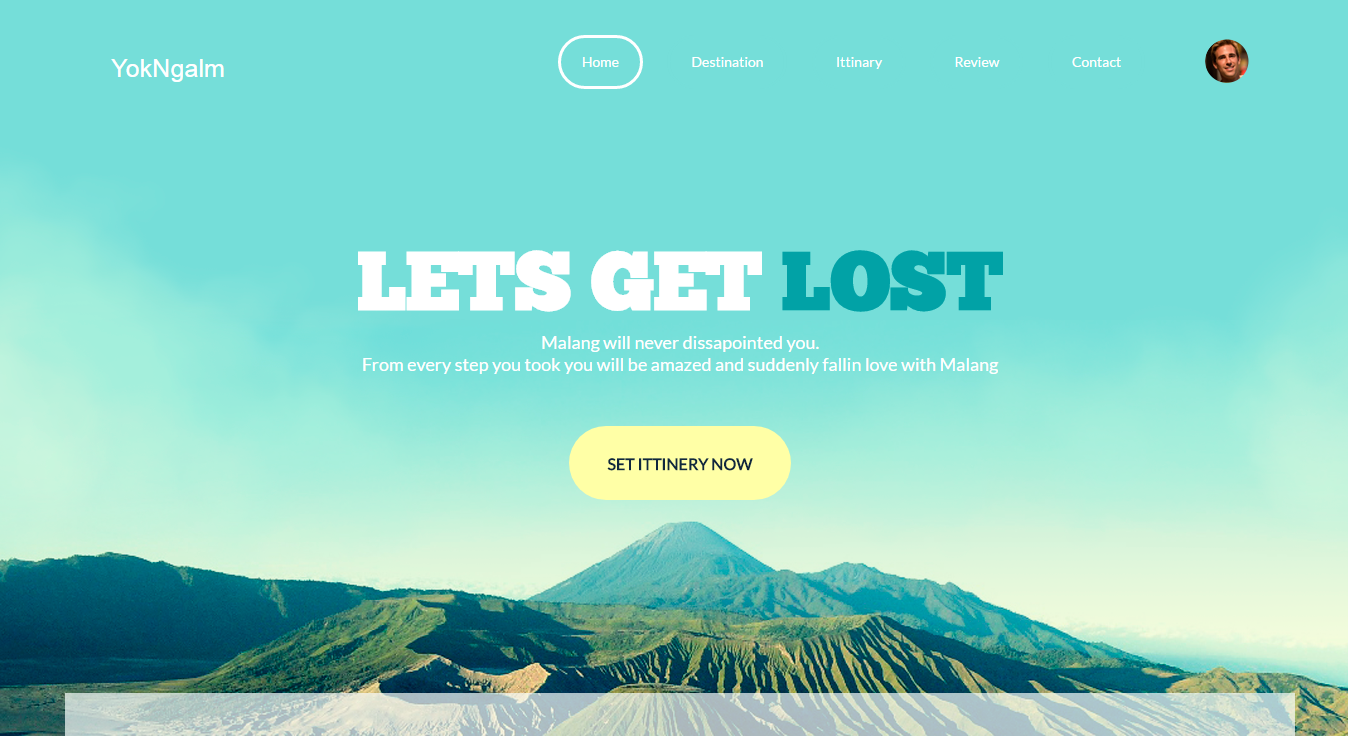 YokNgalm
Home
Destination
Ittinary
Review
Contact
LETS GET LOST
Malang will never dissapointed you.
From every step you took you will be amazed and suddenly fallin love with Malang
SET ITTINERY NOW